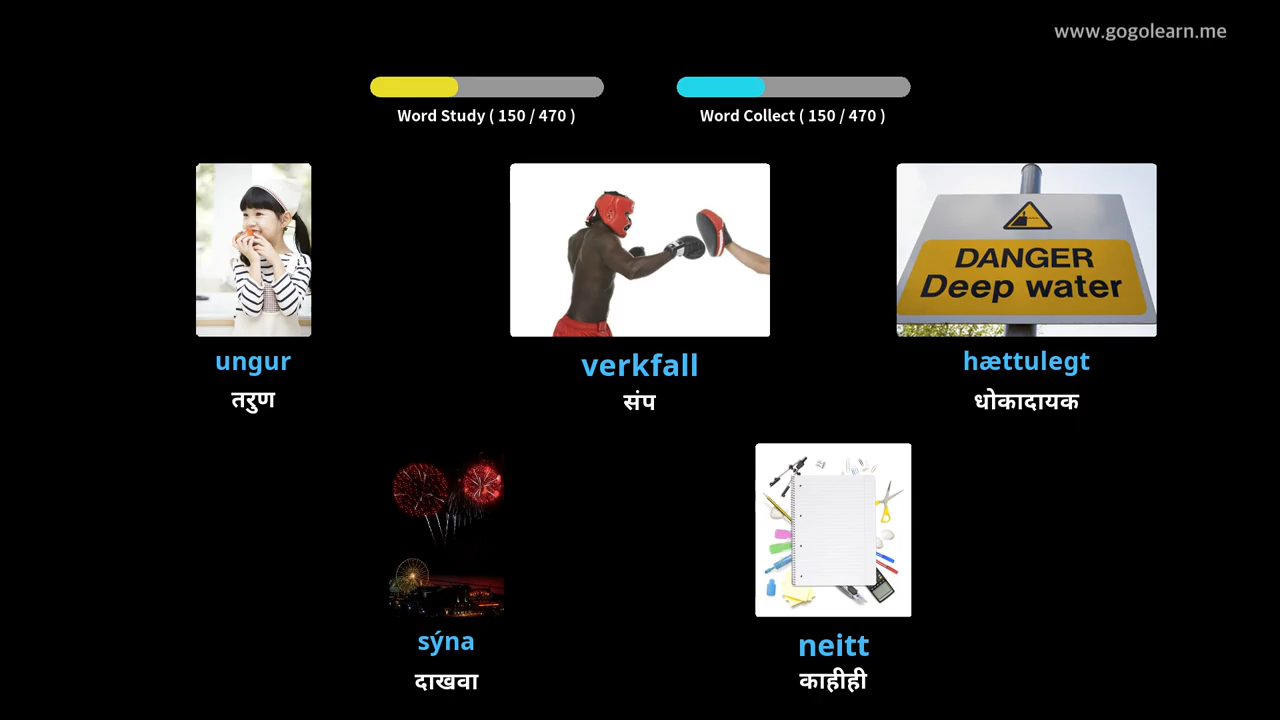 www.gogolearn.me
Word Study ( 150 / 470 )
Word Collect ( 150 / 470 )
DANGER
Deep water
ungur
verkfall
hættulegt
तरुण
संप
धोकादायक
sýna
neitt
दाखवा
काहीही